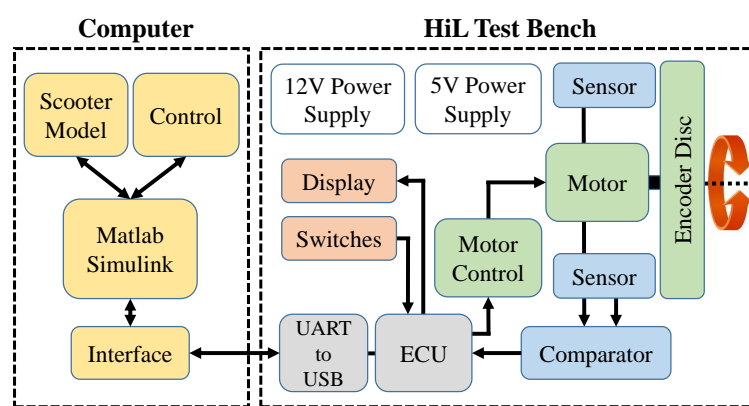 Computer
HiL Test Bench
Scooter
Model
Control
Matlab
Simulink
Interface
12V Power
Supply
5V Power
Supply
Sensor
Encoder Disc
Display
Motor
Switches
Motor
Control
Sensor
UART
to
USB
ECU
Comparator